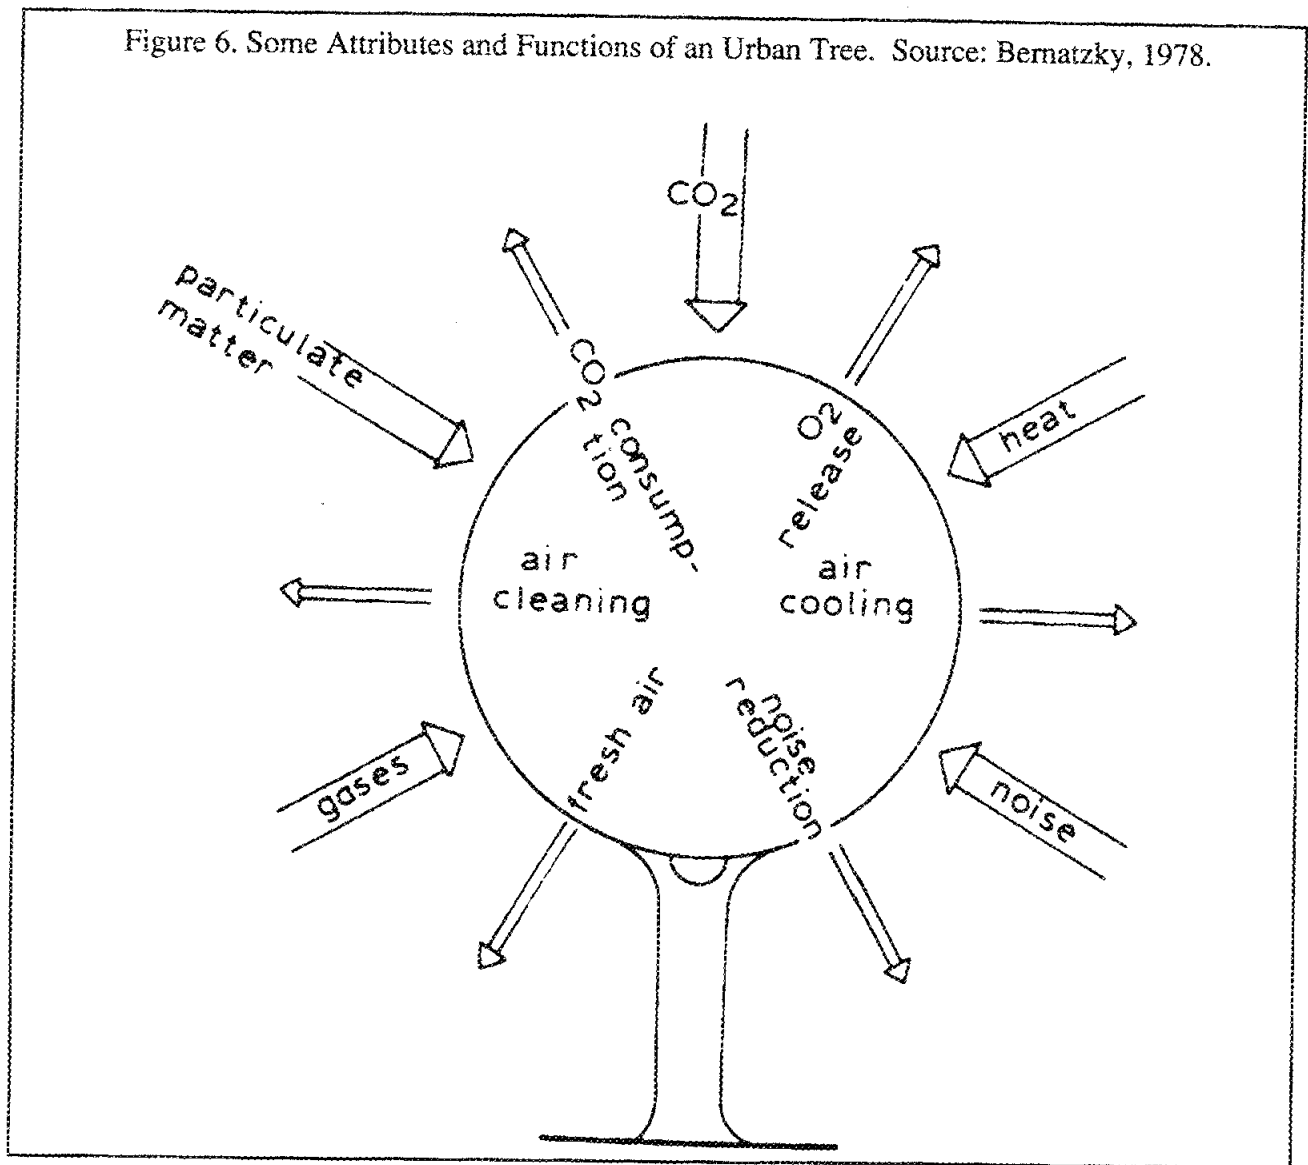 Figure 6. Some Attributes and Functions of an Urban Tree. Source: Bernatzky, 1978.
CO2
particulate
matter
CO2 consump-
tion
O2
release
heat
air
cleaning
air
cooling
fresh air
noise
reduction
gases
noise